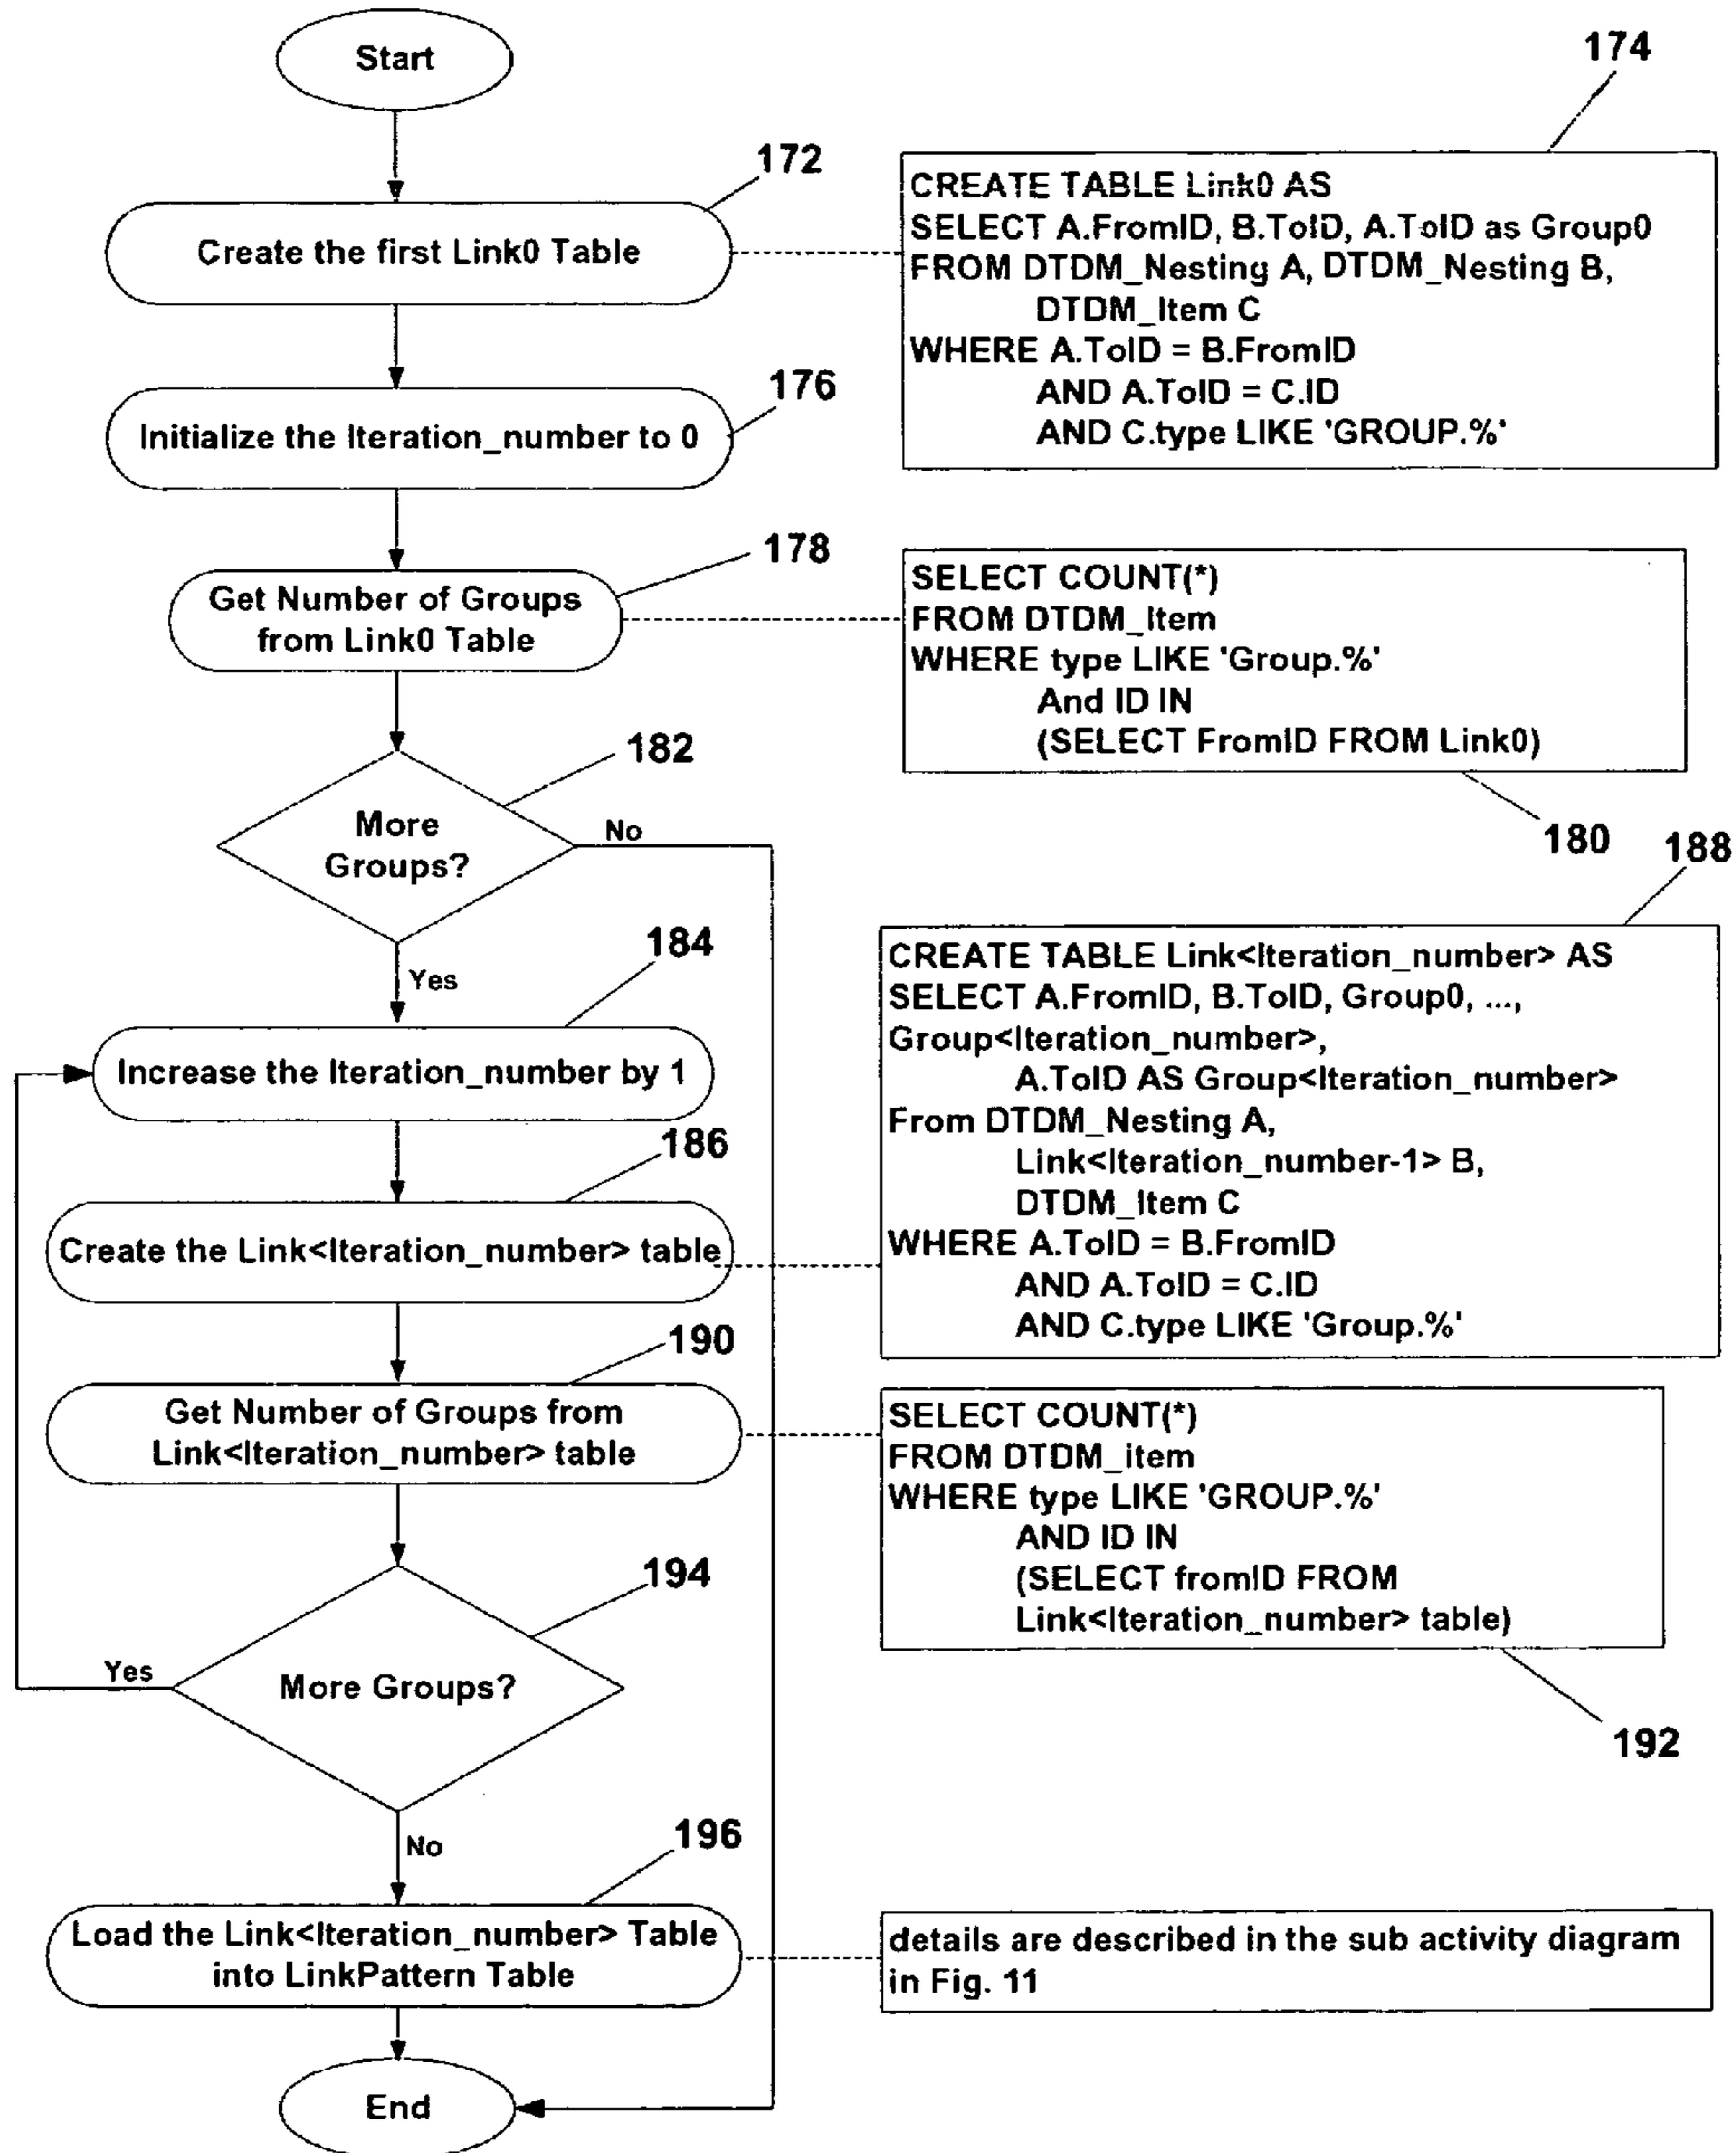 Start
172
Create the first Link0 Table
174
CREATE TABLE Link0 AS
SELECT A.FromID, B.ToID, A.ToID as Group0
FROM DTDM_Nesting A, DTDM_Nesting B,
DTDM_Item C
WHERE A.ToID = B.FromID
AND A.ToID = C.ID
AND C.type LIKE 'GROUP.%'
176
Initialize the Iteration_number to 0
178
Get Number of Groups
from Link0 Table
SELECT COUNT(*)
FROM DTDM_Item
WHERE type LIKE 'Group.%'
And ID IN
(SELECT FromID FROM Link0)
180
182
More
Groups?
No
Yes
184
Increase the Iteration_number by 1
186
Create the Link<Iteration_number> table
188
CREATE TABLE Link<Iteration_number> AS
SELECT A.FromID, B.ToID, Group0, ...,
Group<Iteration_number>,
A.ToID AS Group<Iteration_number>
From DTDM_Nesting A,
Link<Iteration_number-1> B,
DTDM_Item C
WHERE A.ToID = B.FromID
AND A.ToID = C.ID
AND C.type LIKE 'Group.%'
190
Get Number of Groups from
Link<Iteration_number> table
SELECT COUNT(*)
FROM DTDM_item
WHERE type LIKE 'GROUP.%'
AND ID IN
(SELECT fromID FROM
Link<Iteration_number> table)
192
194
More Groups?
Yes
No
196
Load the Link<Iteration_number> Table
into LinkPattern Table
details are described in the sub activity diagram
in Fig. 11
End